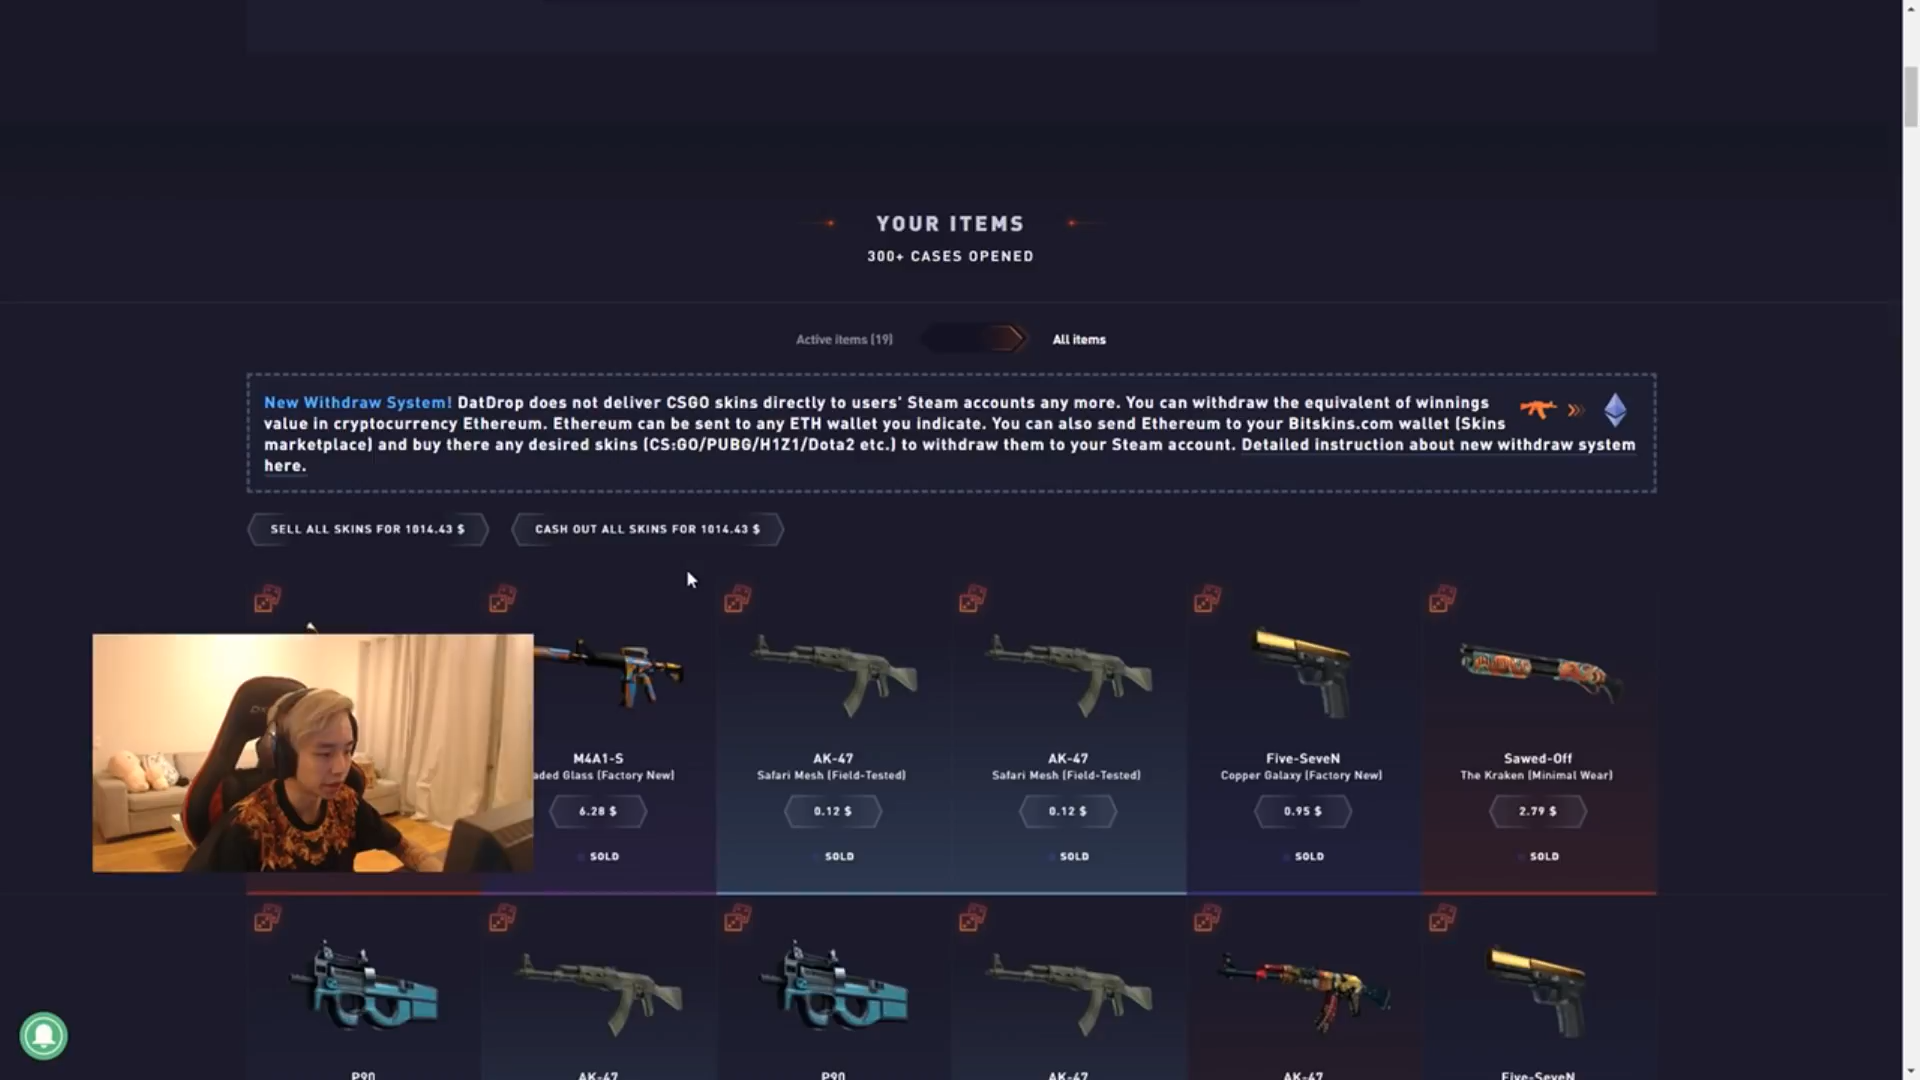 YOUR ITEMS
300+ CASES OPENED
Active items (19)
All items
New Withdraw System! DatDrop does not deliver CSGO skins directly to users' Steam accounts any more. You can withdraw the equivalent of winnings
value in cryptocurrency Ethereum. Ethereum can be sent to any ETH wallet you indicate. You can also send Ethereum to your Bitskins.com wallet (Skins
marketplace) and buy there any desired skins (CS:GO/PUBG/H1Z1/Dota2 etc.) to withdraw them to your Steam account. Detailed instruction about new withdraw system
here.
SELL ALL SKINS FOR 1014.43 $
CASH OUT ALL SKINS FOR 1014.43 $
M4A1-S
aded Glass (Factory New)
6.28 $
SOLD
AK-47
Safari Mesh (Field-Tested)
0.12 $
SOLD
AK-47
Safari Mesh (Field-Tested)
0.12 $
SOLD
Five-SeveN
Copper Galaxy (Factory New)
0.95 $
SOLD
Sawed-Off
The Kraken (Minimal Wear)
2.79 $
SOLD
P90
AK-47
P90
AK-47
AK-47
Five-SeveN